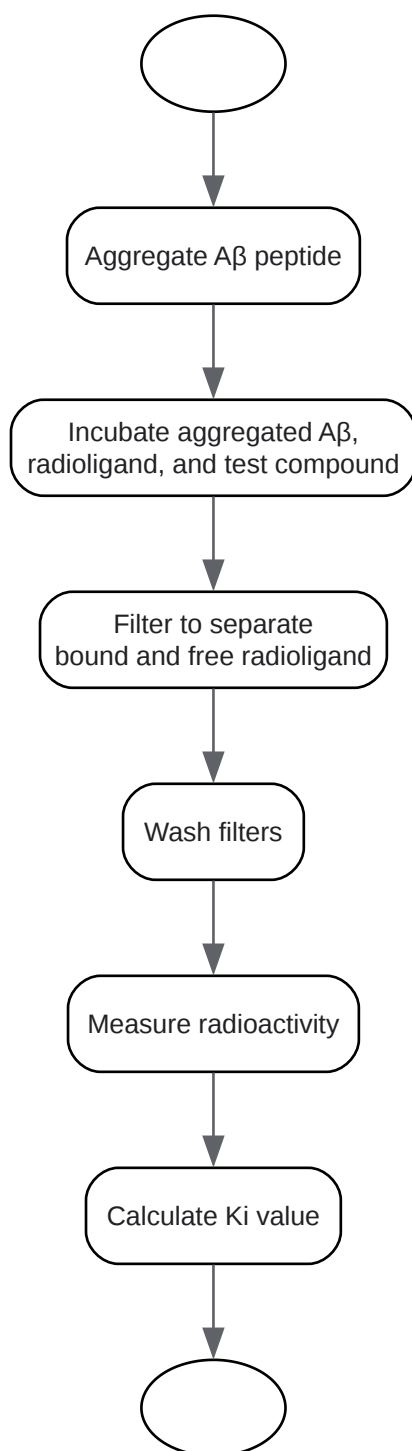 Aggregate Aβ peptide
Incubate aggregated Aβ,
radioligand, and test compound
Filter to separate
bound and free radioligand
Wash filters
Measure radioactivity
Calculate Ki value